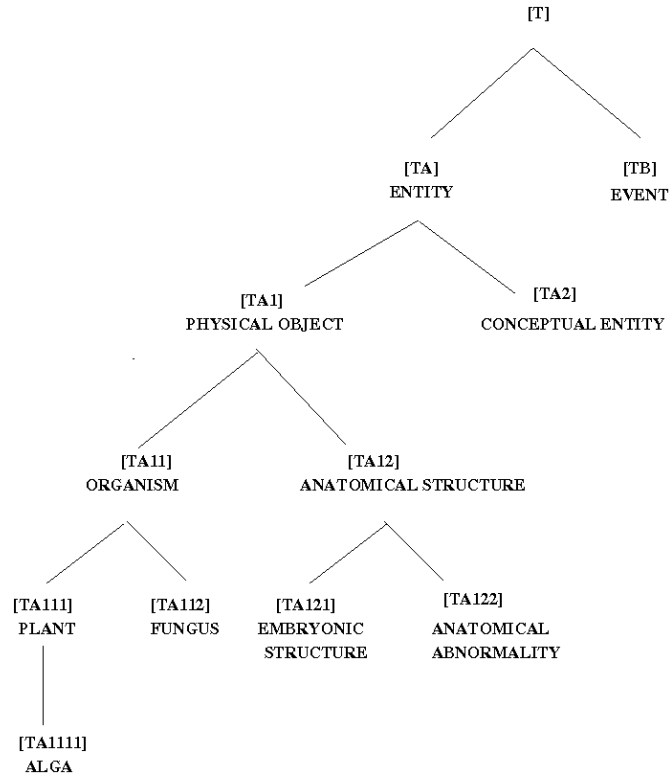 [T]
[TA]
ENTITY
[TB]
EVENT
[TA1]
PHYSICAL OBJECT
[TA2]
CONCEPTUAL ENTITY
[TA11]
ORGANISM
[TA12]
ANATOMICAL STRUCTURE
[TA111]
PLANT
[TA112]
FUNGUS
[TA121]
EMBRYONIC
STRUCTURE
[TA122]
ANATOMICAL
ABNORMALITY
[TA1111]
ALGA